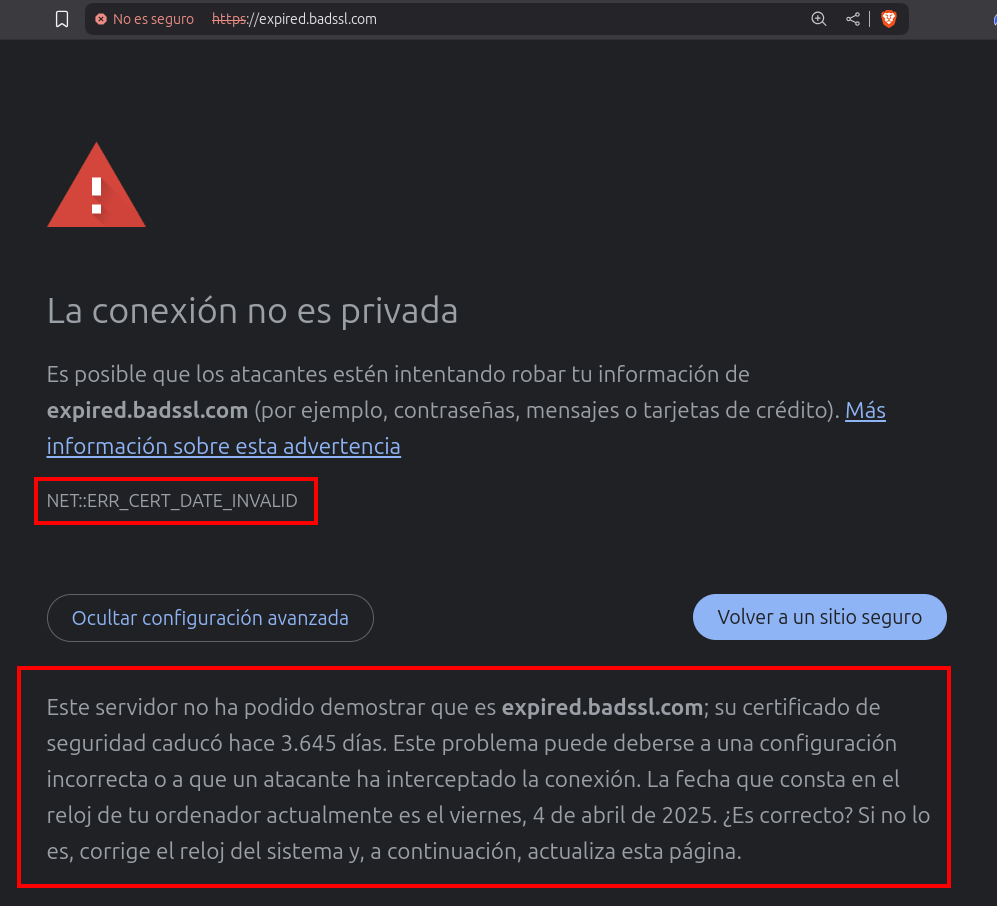 No es seguro https://expired.badssl.com
La conexión no es privada
Es posible que los atacantes estén intentando robar tu información de
expired.badssl.com (por ejemplo, contraseñas, mensajes o tarjetas de crédito). Más
información sobre esta advertencia
NET::ERR_CERT_DATE_INVALID
Ocultar configuración avanzada
Volver a un sitio seguro
Este servidor no ha podido demostrar que es expired.badssl.com; su certificado de
seguridad caducó hace 3.645 días. Este problema puede deberse a una configuración
incorrecta o a que un atacante ha interceptado la conexión. La fecha que consta en el
reloj de tu ordenador actualmente es el viernes, 4 de abril de 2025. ¿Es correcto? Si no lo
es, corrige el reloj del sistema y, a continuación, actualiza esta página.